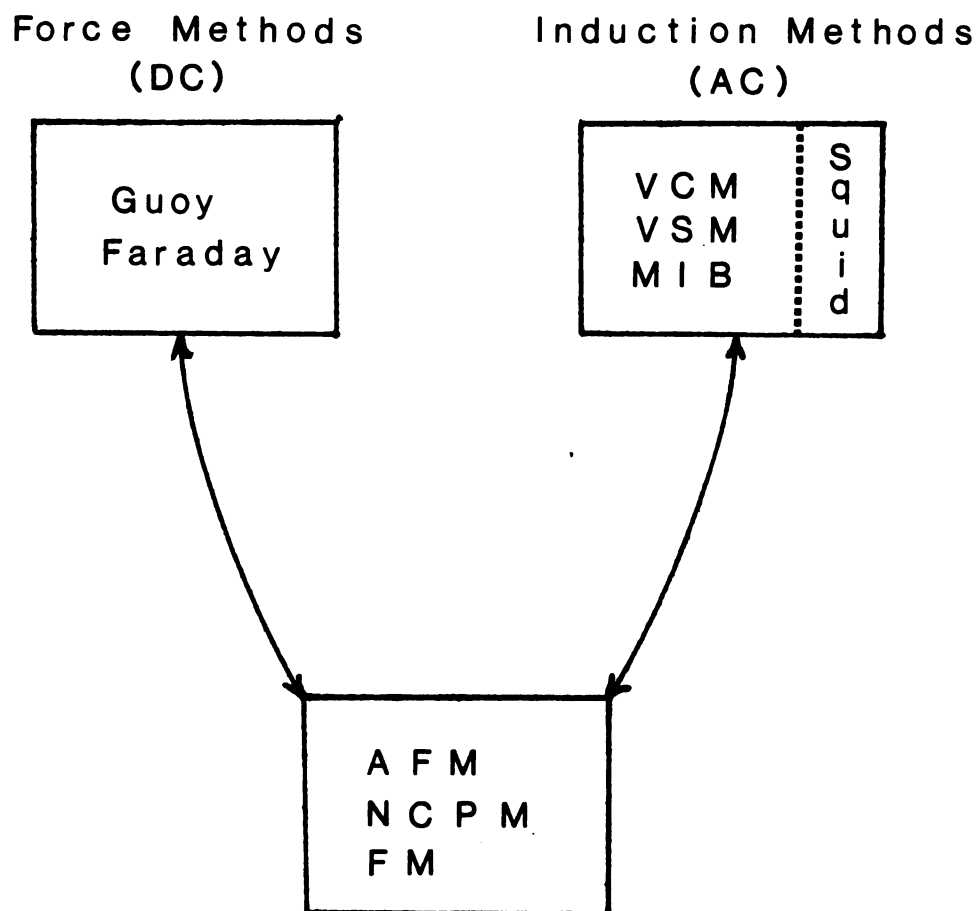 Force Methods
(DC)
Guoy
Faraday
Induction Methods
(AC)
VCM
VSM
MIB
Squid
AFM
NCPM
FM